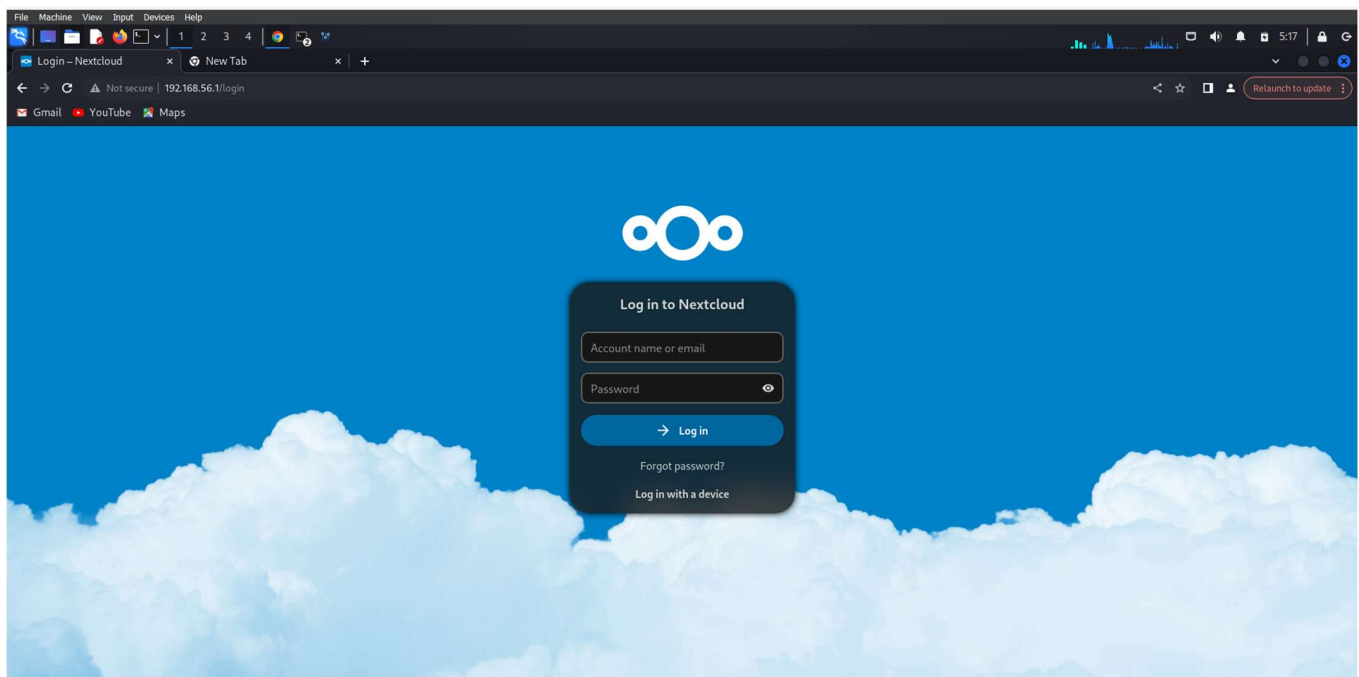 File Machine View Input Devices Help
1 2 3 4 2 5:17
Login – Nextcloud × New Tab × +
Not secure | 192.168.56.1/login Relaunch to update
Gmail YouTube Maps
Log in to Nextcloud
Account name or email
Password
Log in
Forgot password?
Log in with a device